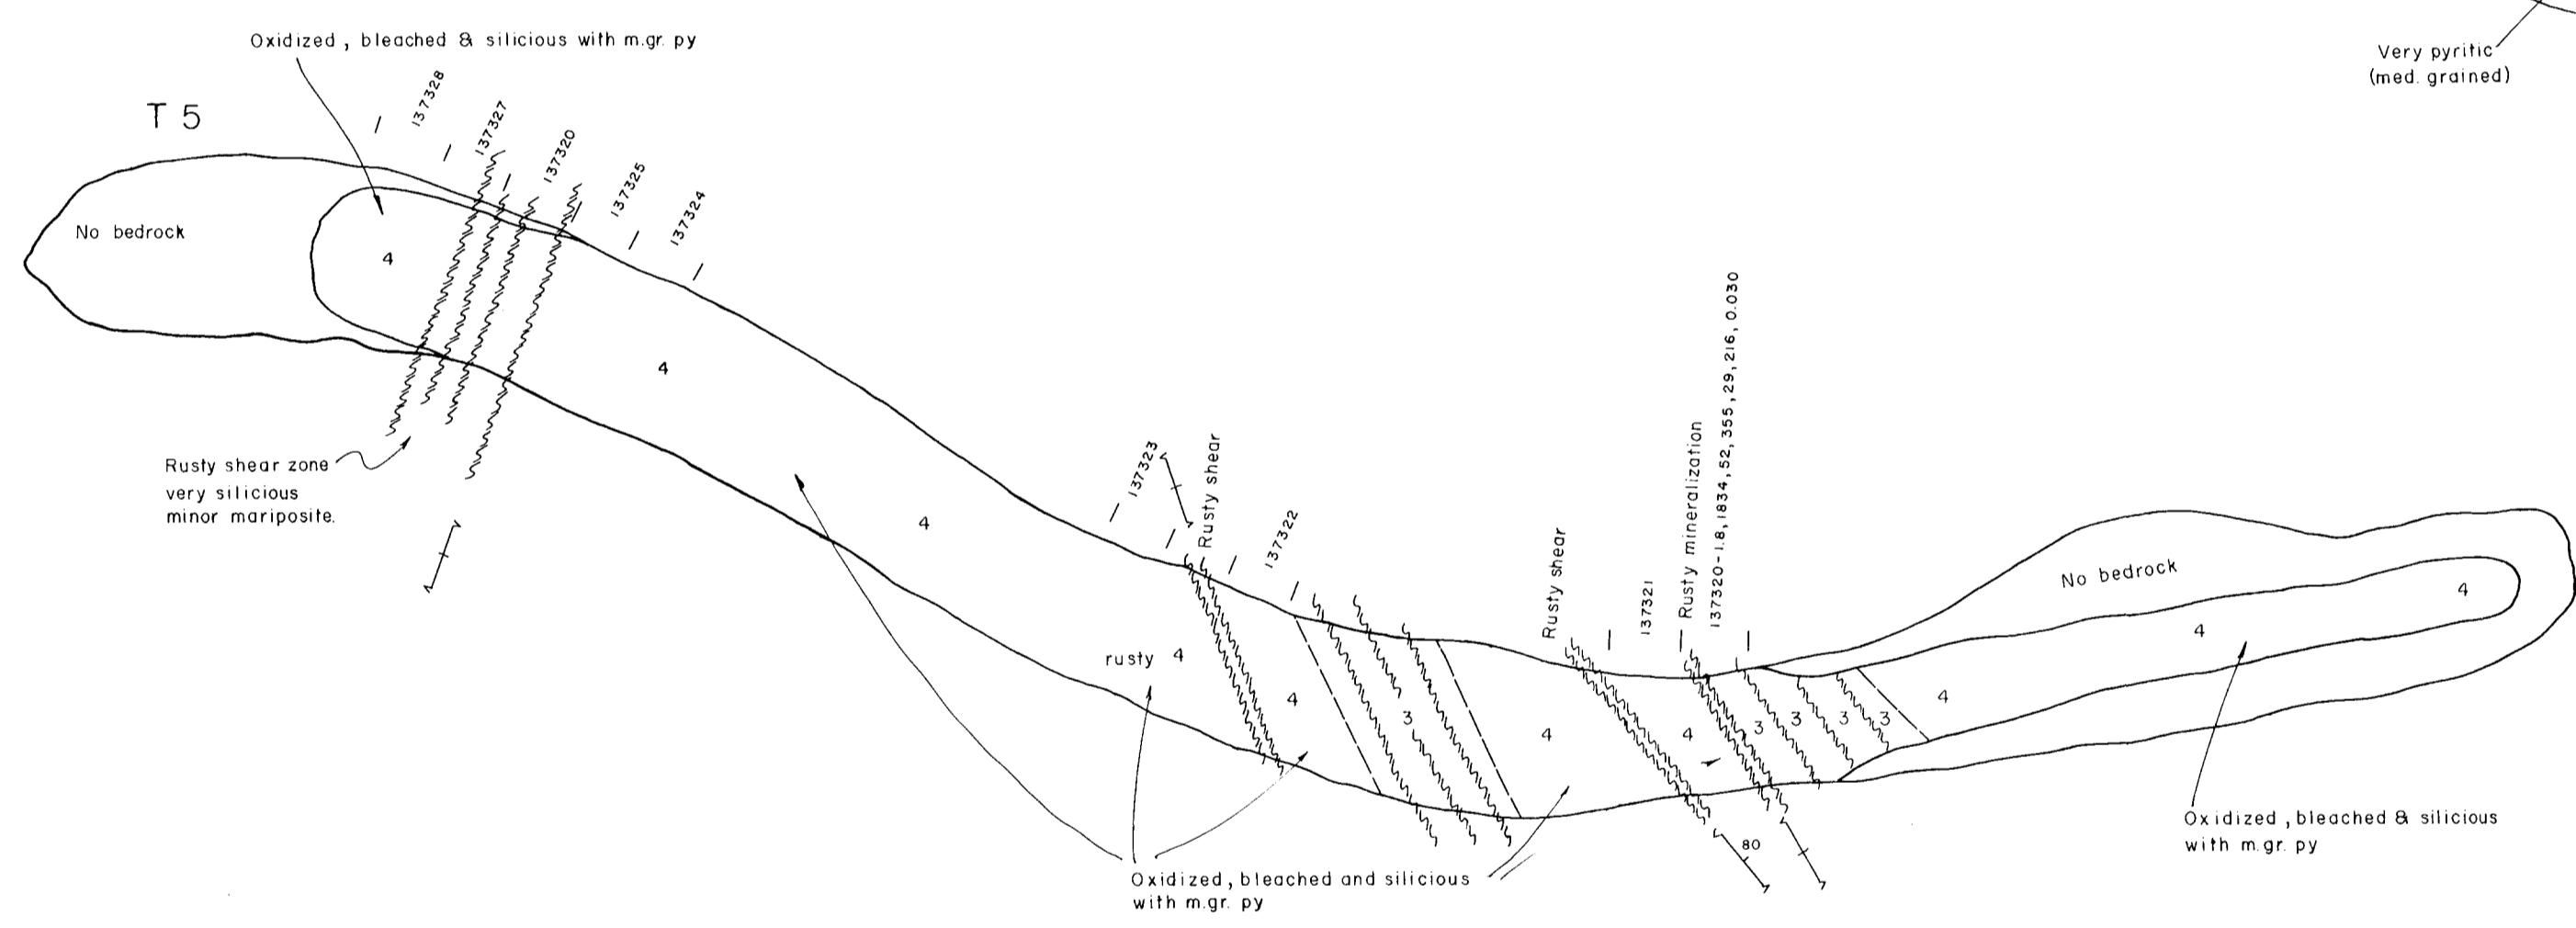 Oxidized, bleached & silicious with m.gr. py
Very pyritic
(med. grained)
T 5
137328
137327
137320
137325
137324
No bedrock
4
4
Rusty shear zone
very silicious
minor mariposite.
4
137323
Rusty shear
137322
Rusty shear
137321
Rusty mineralization
137320-1.8, 1834, 52, 355, 29, 216, 0.030
No bedrock
4
4
rusty 4
4
3
4
4
3
3
3
3
4
80
Oxidized, bleached and silicious
with m.gr. py
Oxidized, bleached & silicious
with m.gr. py